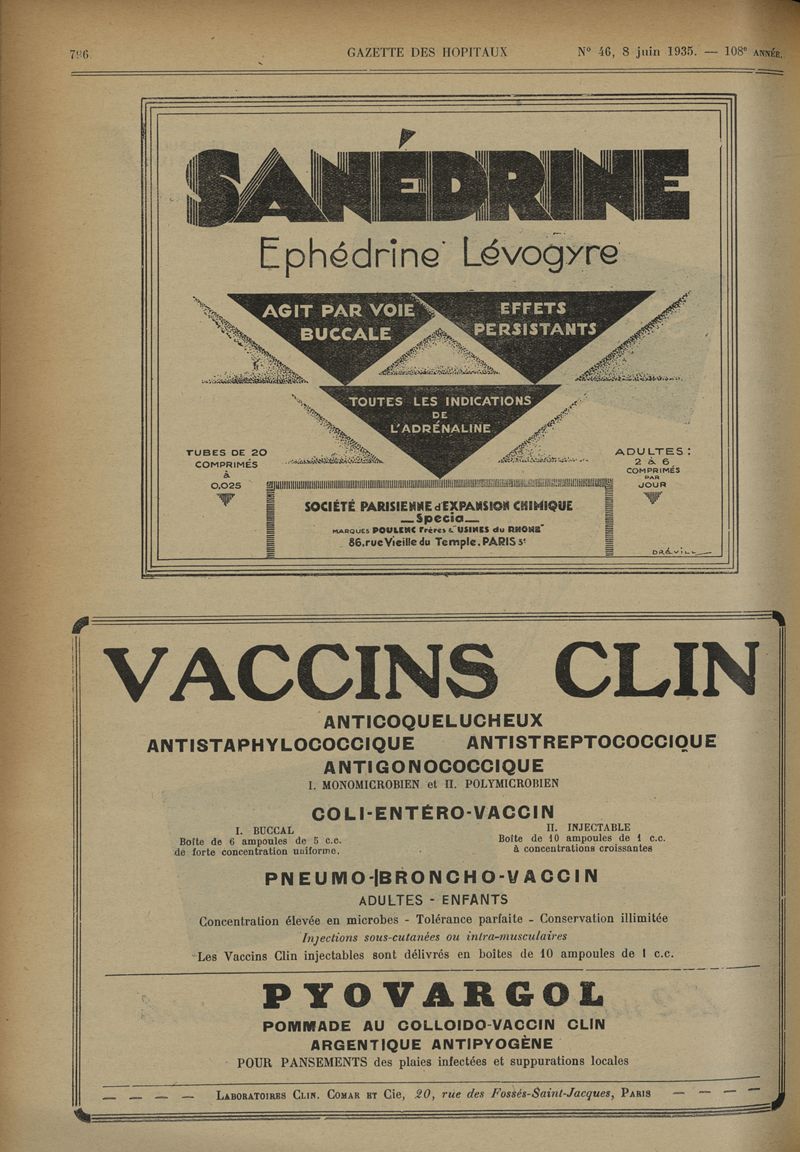 796
GAZETTE DES HOPITAUX
N° 46, 8 juin 1935. — 108e ANNÉE.
SANÉDRINE
Ephédrine Lévogyre
AGIT PAR VOIE
BUCCALE
EFFETS
PERSISTANTS
TOUTES LES INDICATIONS
DE
L'ADRÉNALINE
TUBES DE 20
COMPRIMÉS
à
0,025
ADULTES :
2 à 6
COMPRIMÉS
PAR
JOUR
SOCIÉTÉ PARISIENNE d'EXPANSION CHIMIQUE
— Specia —
MARQUES POULENC Frères & "USINES du RHONE"
86, rue Vieille du Temple. PARIS 3e
DRÉVILL
VACCINS CLIN
ANTICOQUELUCHEUX
ANTISTAPHYLOCOCCIQUE ANTISTREPTOCOCCIQUE
ANTIGONOCOCCIQUE
I. MONOMICROBIEN et II. POLYMICROBIEN
COLI-ENTÉRO-VACCIN
I. BUCCAL
Boîte de 6 ampoules de 5 c.c.
de forte concentration uniforme.
II. INJECTABLE
Boîte de 10 ampoules de 1 c.c.
à concentrations croissantes
PNEUMO-BRONCHO-VACCIN
ADULTES - ENFANTS
Concentration élevée en microbes - Tolérance parfaite - Conservation illimitée
Injections sous-cutanées ou intra-musculaires
Les Vaccins Clin injectables sont délivrés en boîtes de 10 ampoules de 1 c.c.
PYOVARGOL
POMMADE AU COLLOIDO-VACCIN CLIN
ARGENTIQUE ANTIPYOGÈNE
POUR PANSEMENTS des plaies infectées et suppurations locales
— — — — LABORATOIRES CLIN. COMAR ET Cie, 20, rue des Fossés-Saint-Jacques, PARIS — — — —